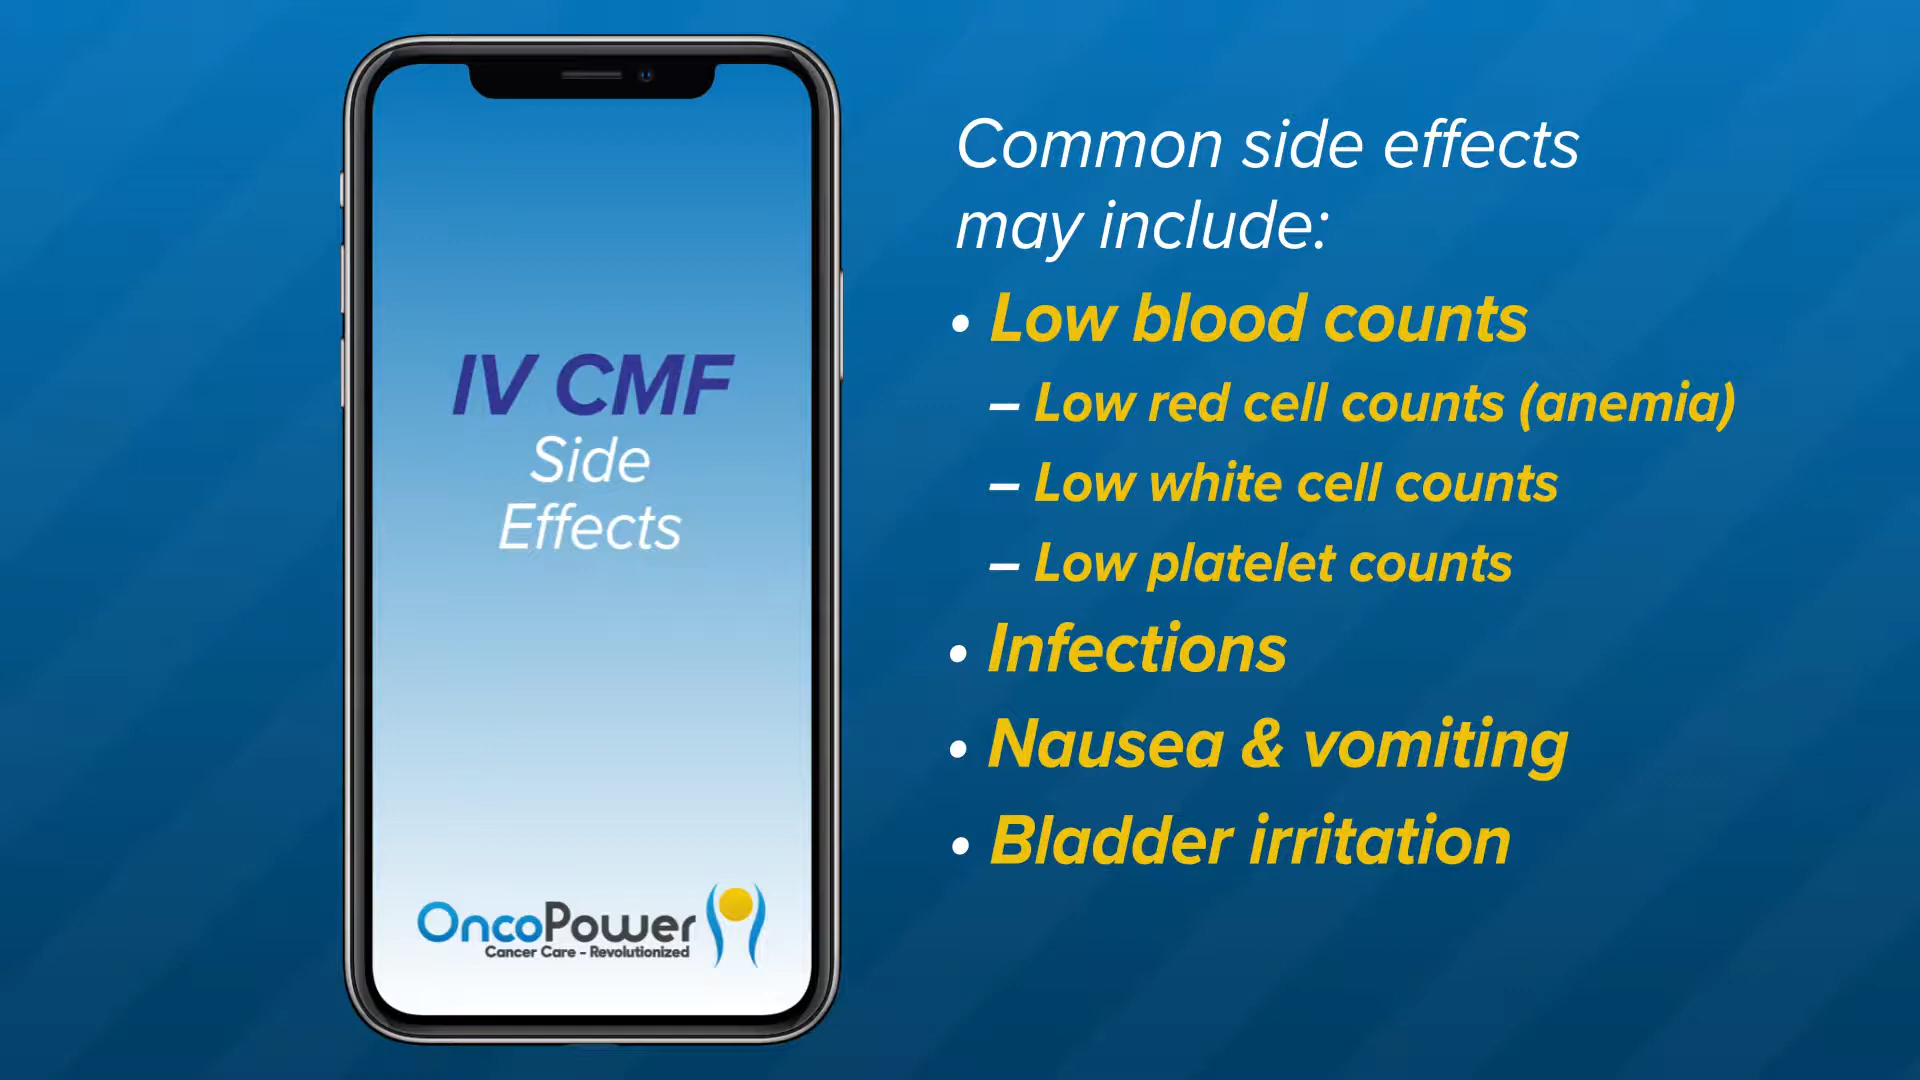 IV CMF
Side
Effects
OncoPower
Cancer Care - Revolutionized
Common side effects
may include:
• Low blood counts
– Low red cell counts (anemia)
– Low white cell counts
– Low platelet counts
• Infections
• Nausea & vomiting
• Bladder irritation